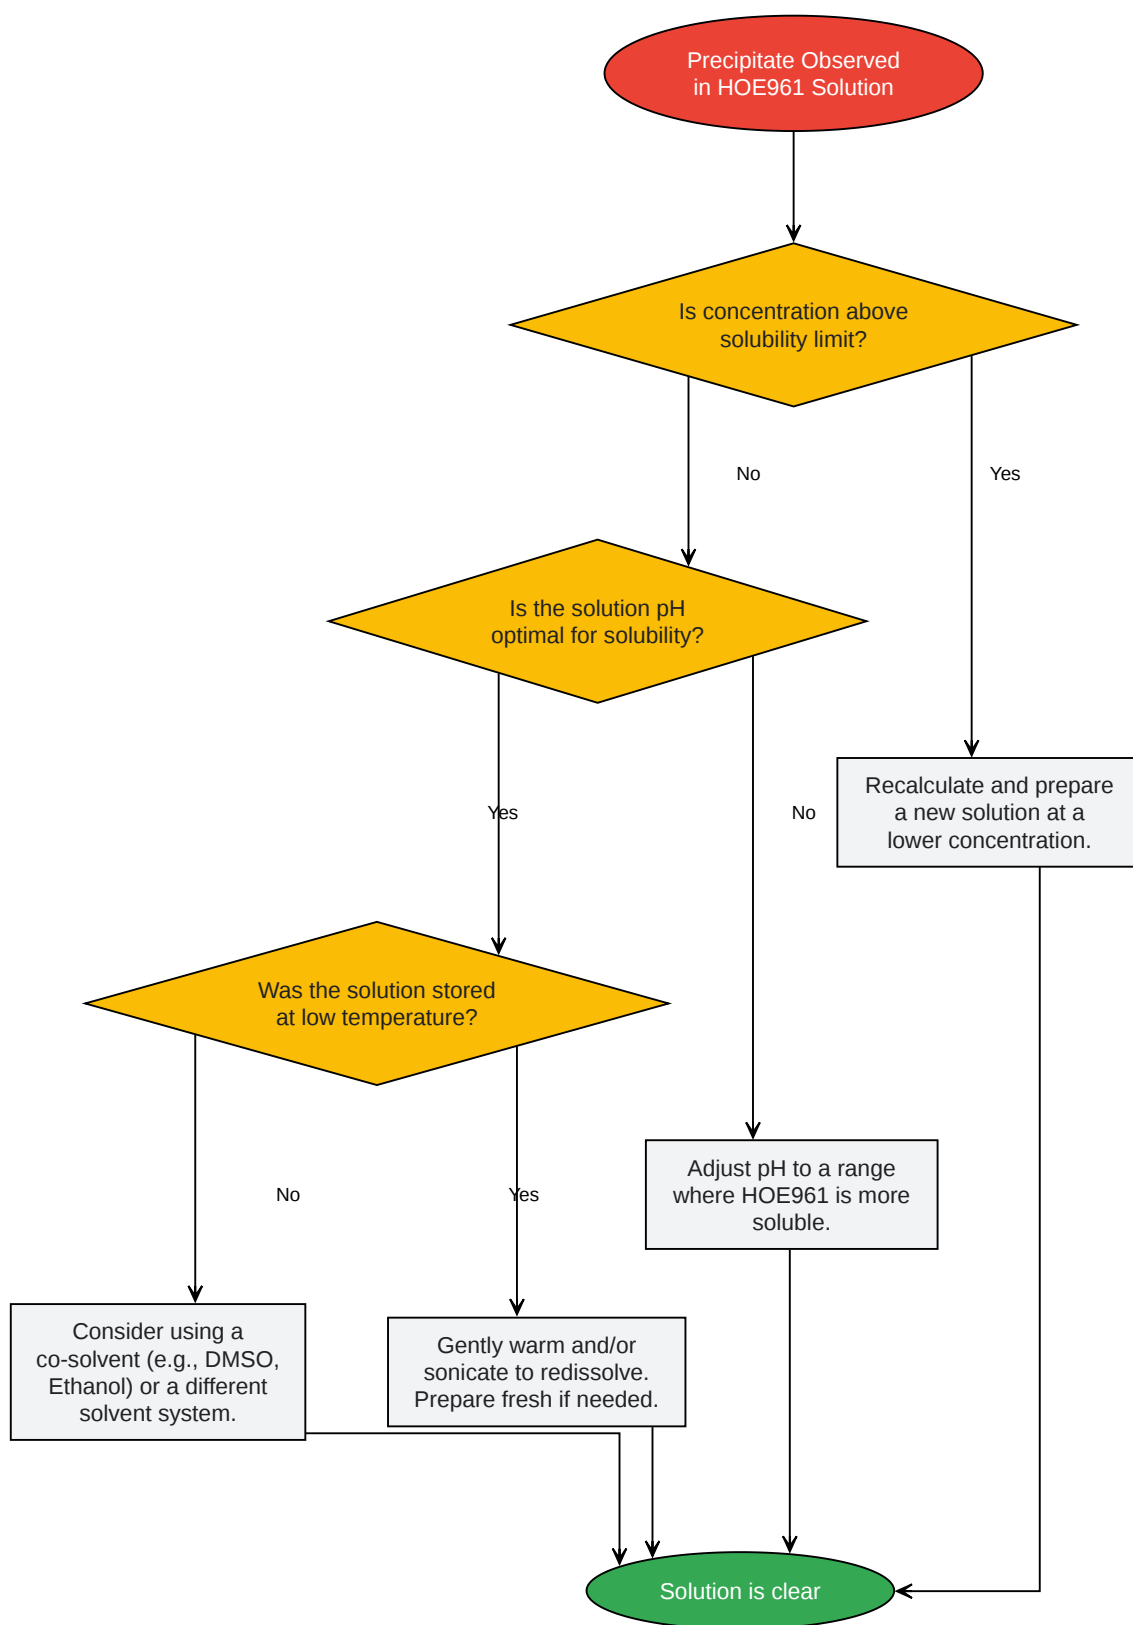 Precipitate Observed
in HOE961 Solution
Is concentration above
solubility limit?
No
Yes
Is the solution pH
optimal for solubility?
Recalculate and prepare
a new solution at a
lower concentration.
Yes
No
Was the solution stored
at low temperature?
Adjust pH to a range
where HOE961 is more
soluble.
No
Yes
Consider using a
co-solvent (e.g., DMSO,
Ethanol) or a different
solvent system.
Gently warm and/or
sonicate to redissolve.
Prepare fresh if needed.
Solution is clear